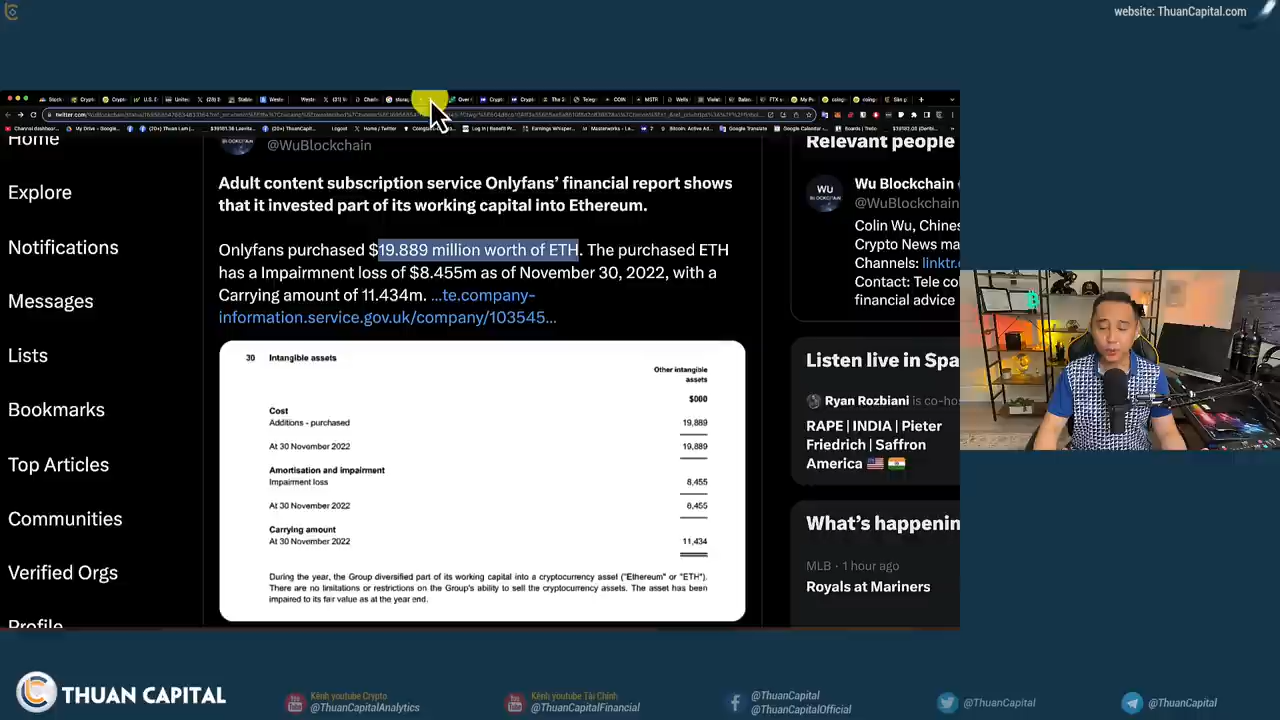 website: ThuanCapital.com
Home
Explore
Notifications
Messages
Lists
Bookmarks
Top Articles
Communities
Verified Orgs
Profile
@WuBlockchain
Adult content subscription service Onlyfans’ financial report shows
that it invested part of its working capital into Ethereum.
Onlyfans purchased $19.889 million worth of ETH. The purchased ETH
has a Impairmnent loss of $8.455m as of November 30, 2022, with a
Carrying amount of 11.434m. …te.company-
information.service.gov.uk/company/103545…
30 Intangible assets
Other intangible
assets
$000
Cost
Additions - purchased 19,889
At 30 November 2022 19,889
Amortisation and impairment
Impairment loss 8,455
At 30 November 2022 8,455
Carrying amount
At 30 November 2022 11,434
During the year, the Group diversified part of its working capital into a cryptocurrency asset ("Ethereum" or "ETH").
There are no limitations or restrictions on the Group's ability to sell the cryptocurrency assets. The asset has been
impaired to its fair value as at the year end.
Relevant people
WU
Wu Blockchain
@WuBlockchain
Colin Wu, Chines
Crypto News ma
Channels: linktr.
Contact: Tele co
financial advice
Listen live in Spa
Ryan Rozbiani is co-hos
RAPE | INDIA | Pieter
Friedrich | Saffron
America
What’s happenin
MLB · 1 hour ago
Royals at Mariners
THUAN CAPITAL
Kênh youtube Crypto
@ThuanCapitalAnalytics
Kênh youtube Tài Chính
@ThuanCapitalFinancial
@ThuanCapital
@ThuanCapitalOfficial
@ThuanCapital
@ThuanCapital